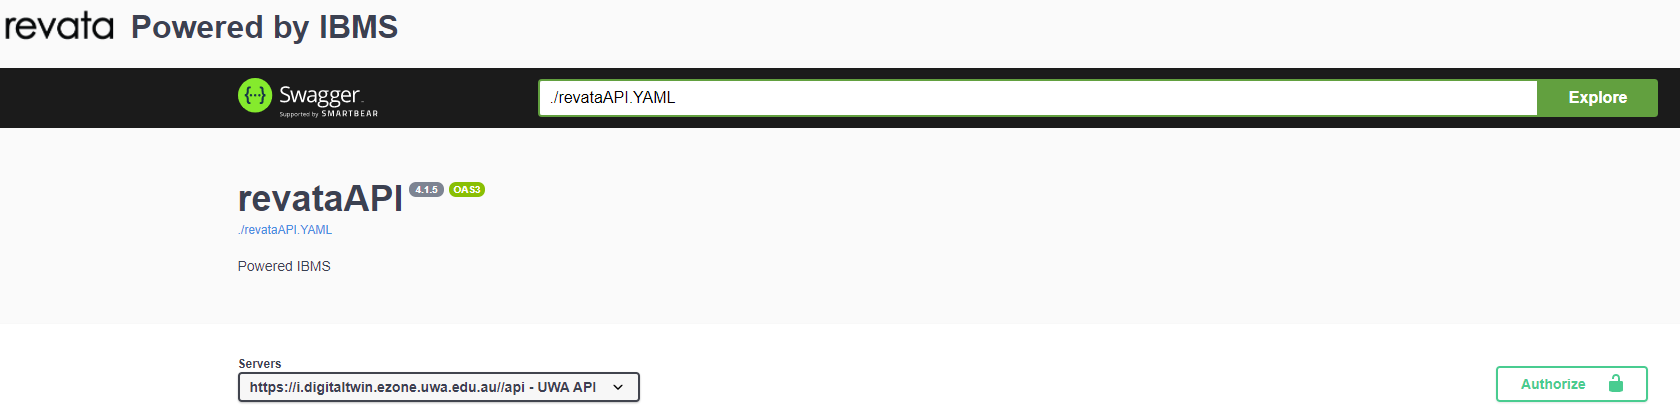 revata Powered by IBMS
Swagger
Supported by SMARTBEAR
./revataAPI.YAML
Explore
revataAPI 4.1.5 OAS3
./revataAPI.YAML
Powered IBMS
Servers
https://i.digitaltwin.ezone.uwa.edu.au//api - UWA API
Authorize